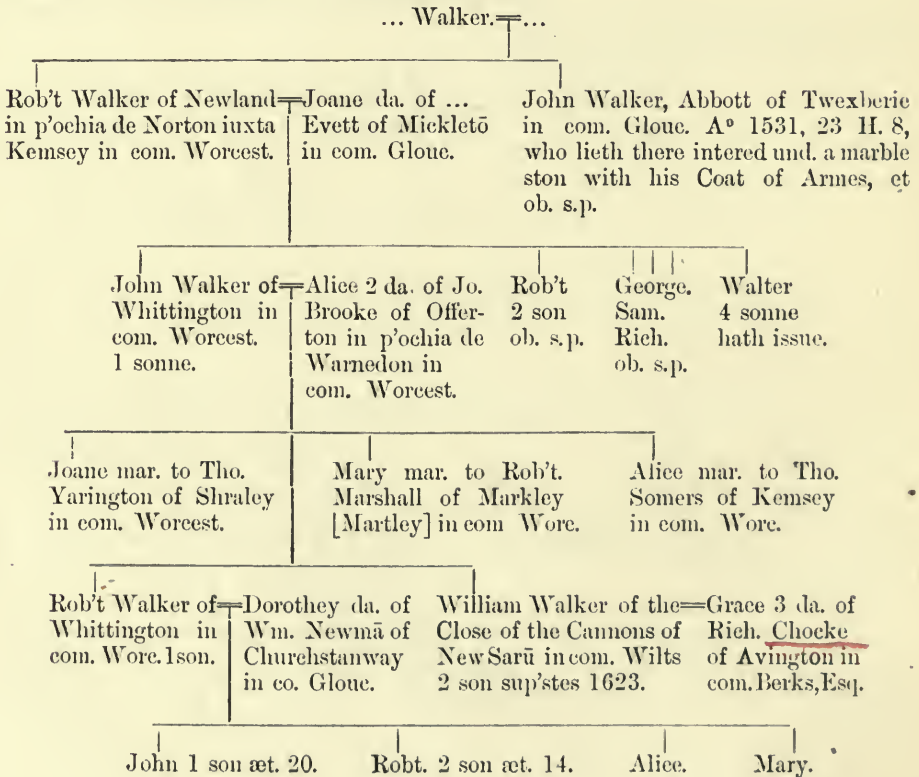 ... Walker. = ...
Rob't Walker of Newland = Joane da. of ...
in p'ochia de Norton iuxta Evett of Mickletō
Kemsey in com. Worcest. in com. Glouc.
John Walker, Abbott of Twexberie
in com. Glouc. Aº 1531, 23 H. 8,
who lieth there intered und. a marble
ston with his Coat of Armes, et
ob. s.p.
John Walker of = Alice 2 da. of Jo.
Whittington in Brooke of Offer-
com. Worcest. ton in p'ochia de
1 sonne. Warnedon in
com. Worcest.
Rob't
2 son
ob. s.p.
George.
Sam.
Rich.
ob. s.p.
Walter
4 sonne
hath issue.
Joane mar. to Tho.
Yarington of Shraley
in com. Worcest.
Mary mar. to Rob't.
Marshall of Markley
[Martley] in com Worc.
Alice mar. to Tho.
Somers of Kemsey
in com. Worc.
Rob't Walker of = Dorothey da. of
Whittington in Wm. Newmā of
com. Worc. 1 son. Churchstanway
in co. Glouc.
William Walker of the = Grace 3 da. of
Close of the Cannons of Rich. Chocke
New Sarū in com. Wilts of Avington in
2 son sup'stes 1623. com. Berks, Esq.
John 1 son æt. 20. Robt. 2 son æt. 14. Alice. Mary.